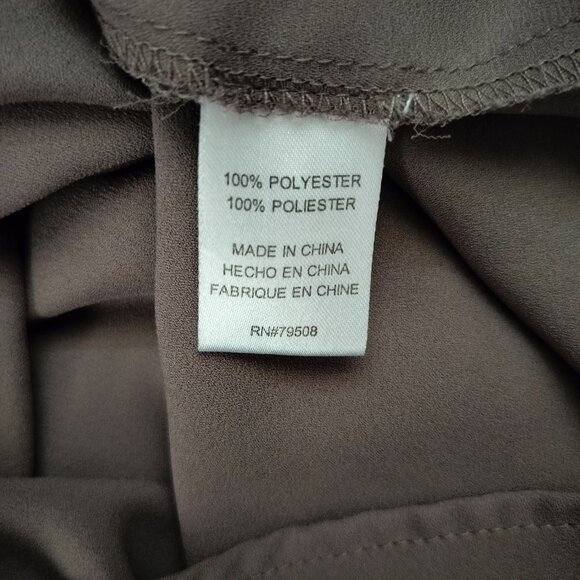 100% POLYESTER
100% POLIESTER
MADE IN CHINA
HECHO EN CHINA
FABRIQUE EN CHINE
RN#79508